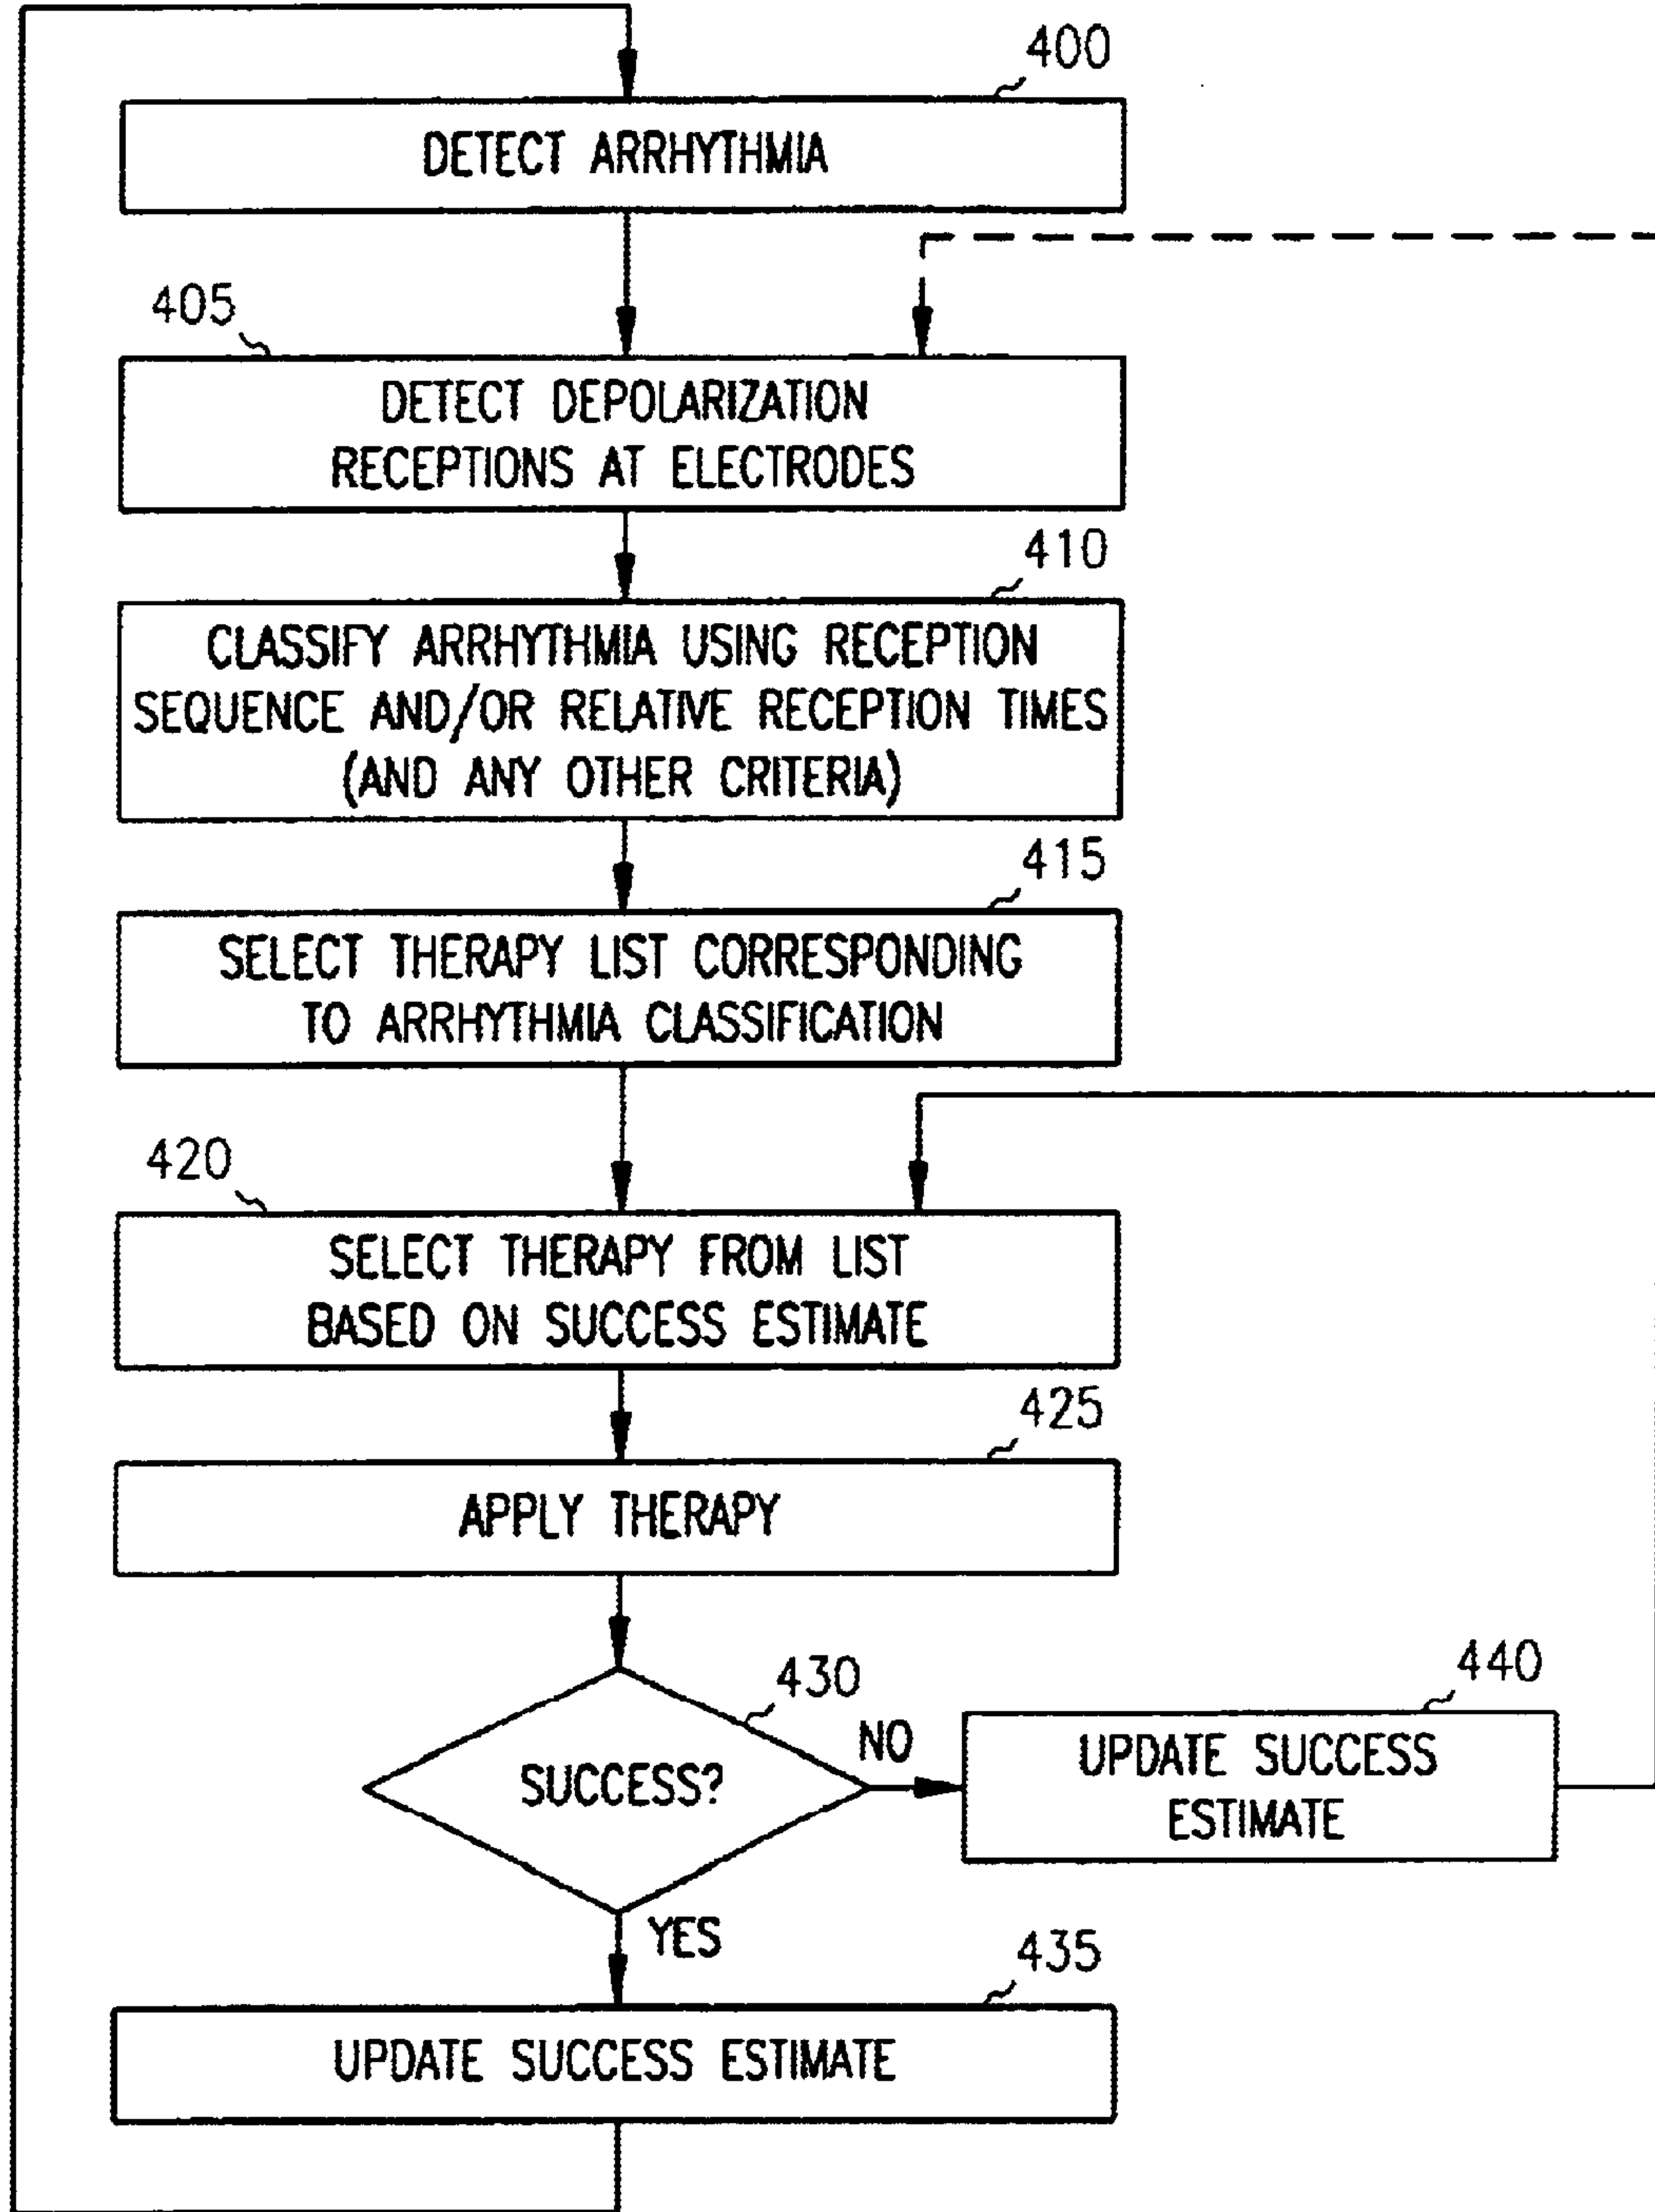 400
DETECT ARRHYTHMIA
405
DETECT DEPOLARIZATION
RECEPTIONS AT ELECTRODES
410
CLASSIFY ARRHYTHMIA USING RECEPTION
SEQUENCE AND/OR RELATIVE RECEPTION TIMES
(AND ANY OTHER CRITERIA)
415
SELECT THERAPY LIST CORRESPONDING
TO ARRHYTHMIA CLASSIFICATION
420
SELECT THERAPY FROM LIST
BASED ON SUCCESS ESTIMATE
425
APPLY THERAPY
430
SUCCESS?
NO
440
UPDATE SUCCESS
ESTIMATE
YES
435
UPDATE SUCCESS ESTIMATE